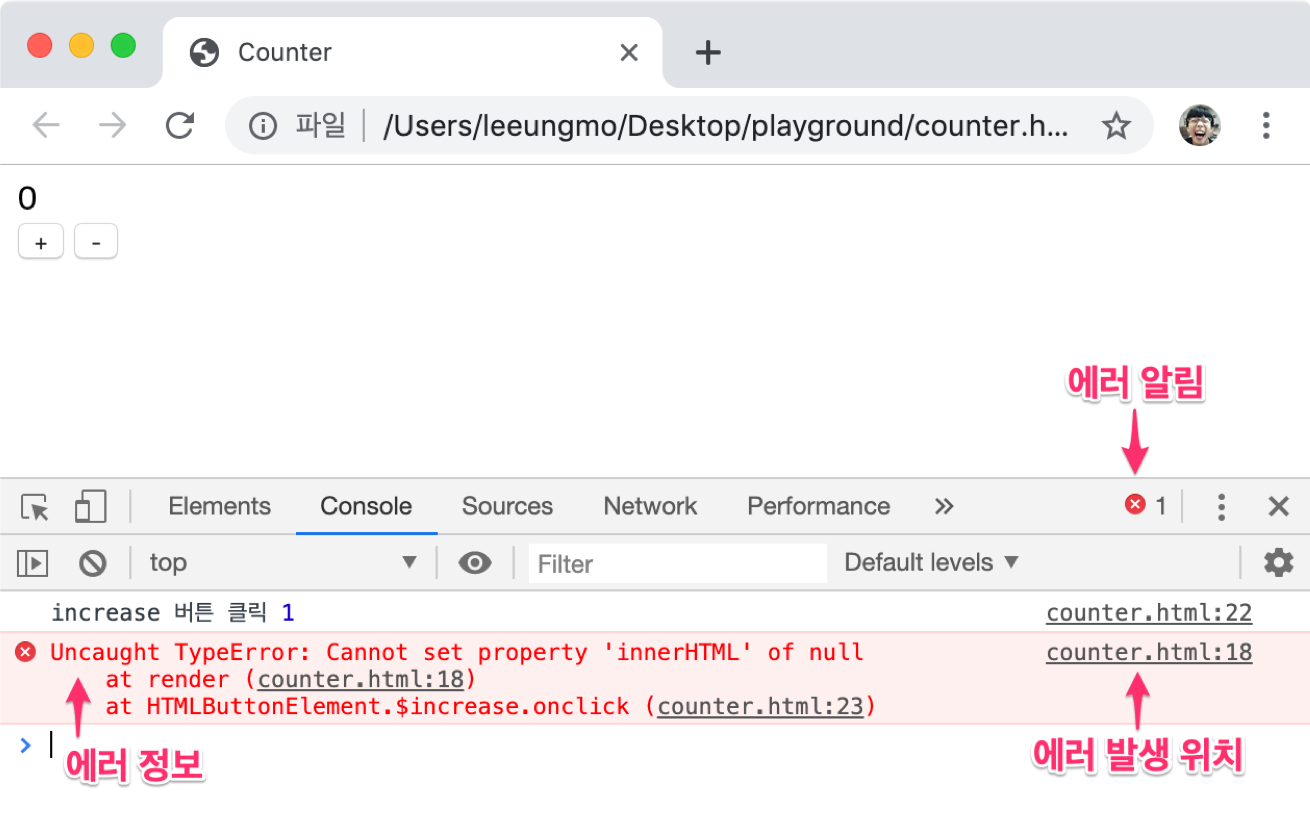 Counter
파일 /Users/leeungmo/Desktop/playground/counter.h...
0
+ -
에러 알림
Elements Console Sources Network Performance 1
top Filter Default levels
increase 버튼 클릭 1 counter.html:22
Uncaught TypeError: Cannot set property 'innerHTML' of null counter.html:18
at render (counter.html:18)
at HTMLButtonElement.$increase.onclick (counter.html:23)
에러 정보 에러 발생 위치